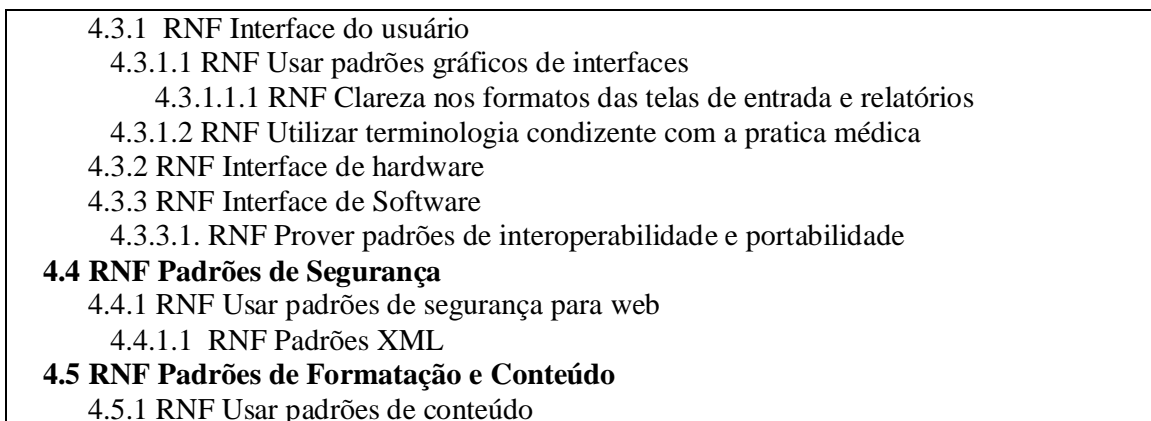 4.3.1 RNF Interface do usuário
4.3.1.1 RNF Usar padrões gráficos de interfaces
4.3.1.1.1 RNF Clareza nos formatos das telas de entrada e relatórios
4.3.1.2 RNF Utilizar terminologia condizente com a pratica médica
4.3.2 RNF Interface de hardware
4.3.3 RNF Interface de Software
4.3.3.1. RNF Prover padrões de interoperabilidade e portabilidade
4.4 RNF Padrões de Segurança
4.4.1 RNF Usar padrões de segurança para web
4.4.1.1 RNF Padrões XML
4.5 RNF Padrões de Formatação e Conteúdo
4.5.1 RNF Usar padrões de conteúdo